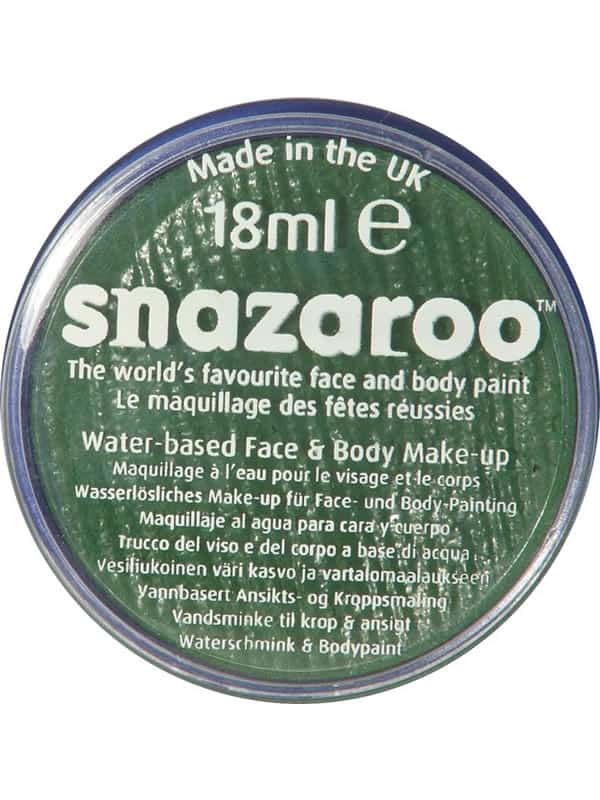 Made in the UK
18ml ℮
snazaroo™
The world's favourite face and body paint
Le maquillage des fêtes réussies
Water-based Face & Body Make-up
Maquillage à l'eau pour le visage et le corps
Wasserlösliches Make-up für Face- und Body-Painting
Maquillaje al agua para cara y cuerpo
Trucco del viso e del corpo a base di acqua
Vesiliukoinen väri kasvo ja vartalomaalaukseen
Vannbasert Ansikts- og Kroppsmaling
Vandsminke til krop & ansigt
Waterschmink & Bodypaint